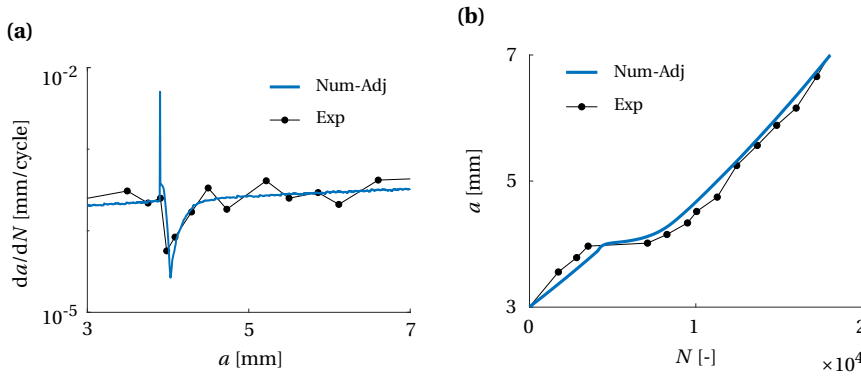 (a)
10^-2
Num-Adj
Exp
da/dN [mm/cycle]
10^-5
3
5
7
a [mm]
(b)
7
Num-Adj
Exp
a [mm]
5
3
0
1
2
N [-]
×10^4